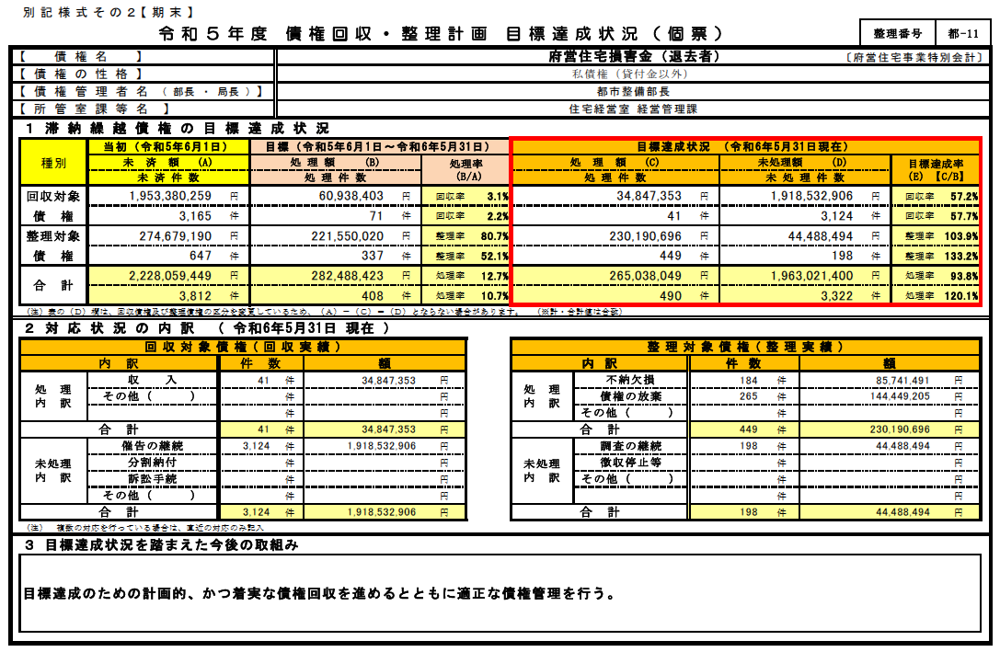 別記様式その２【期末】
令和５年度 債権回収・整理計画 目標達成状況（個票）
整理番号 都-11
【 債権名 】 府営住宅損害金（退去者） 〔府営住宅事業特別会計〕
【債権の性格】 私債権（貸付金以外）
【債権管理者名（部長・局長）】 都市整備部長
【所管室課等名】 住宅経営室 経営管理課
１ 滞納繰越債権の目標達成状況
種別 当初（令和5年6月1日） 目標（令和5年6月1日～令和6年5月31日） 目標達成状況 （令和6年5月31日現在）
未済額 (A) 処理額 (B) 処理率 (B/A) 処理額 (C) 未処理額 (D) 目標達成率 (E)【C/B】
未済件数 処理件数 処理件数 未処理件数
回収対象 1,953,380,259 円 60,938,403 円 回収率 3.1% 34,847,353 円 1,918,532,906 円 回収率 57.2%
債権 3,165 件 71 件 回収率 2.2% 41 件 3,124 件 回収率 57.7%
整理対象 274,679,190 円 221,550,020 円 整理率 80.7% 230,190,696 円 44,488,494 円 整理率 103.9%
債権 647 件 337 件 整理率 52.1% 449 件 198 件 整理率 133.2%
合計 2,228,059,449 円 282,488,423 円 処理率 12.7% 265,038,049 円 1,963,021,400 円 処理率 93.8%
3,812 件 408 件 処理率 10.7% 490 件 3,322 件 処理率 120.1%
（注）表の（D）欄は、回収債権及び整理債権の区分を変更しているため、（A）－（C）＝（D）とならない場合があります。 （※計・合計値は合致）
２ 対応状況の内訳 （令和6年5月31日 現在）
回収対象債権(回収実績)
内訳 件数 額
処理内訳 収入 41 件 34,847,353 円
その他（ ） 件 円
件 円
合計 41 件 34,847,353 円
未処理内訳 催告の継続 3,124 件 1,918,532,906 円
分割納付 件 円
訴訟手続 件 円
その他（ ） 件 円
合計 3,124 件 1,918,532,906 円
整理対象債権(整理実績)
内訳 件数 額
処理内訳 不納欠損 184 件 85,741,491 円
債権の放棄 265 件 144,449,205 円
その他（ ） 件 円
合計 449 件 230,190,696 円
未処理内訳 調査の継続 198 件 44,488,494 円
徴収停止等 件 円
その他（ ） 件 円
件 円
合計 198 件 44,488,494 円
（注） 複数の対応を行っている場合は、直近の対応のみ記入
３ 目標達成状況を踏まえた今後の取組み
目標達成のための計画的、かつ着実な債権回収を進めるとともに適正な債権管理を行う。